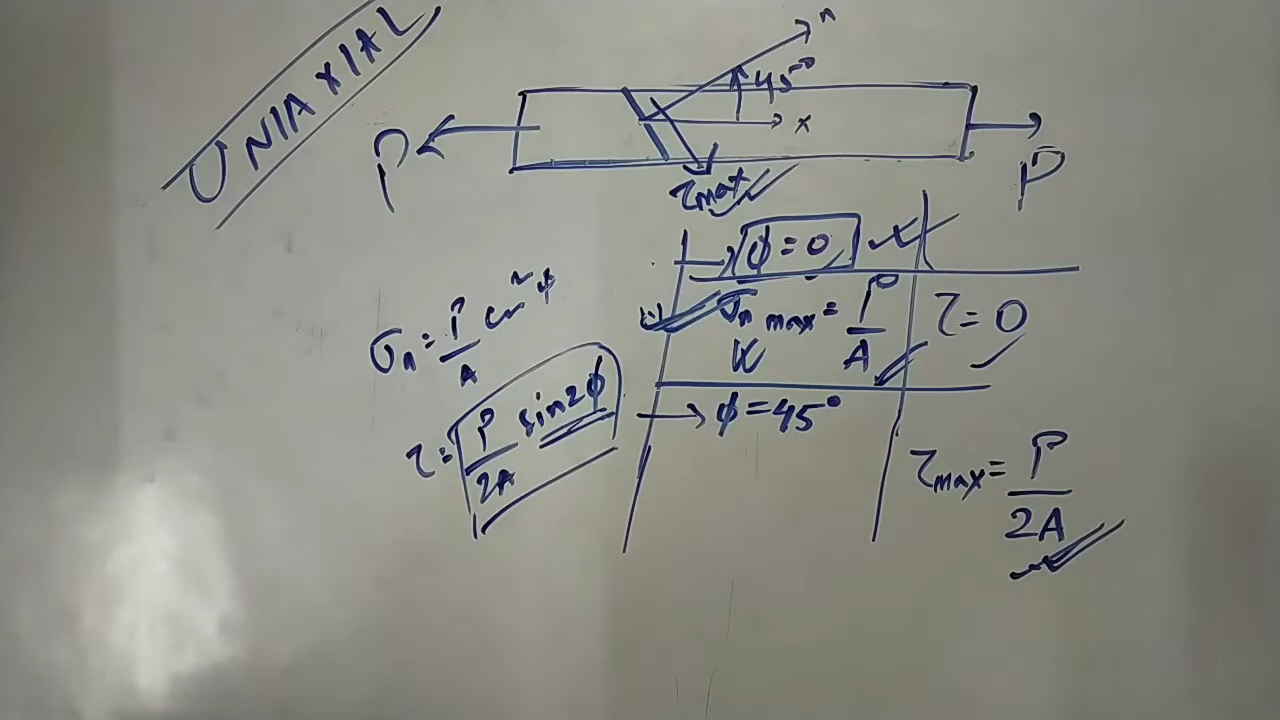 UNIAXIAL
n
45°
x
P
P
τmax
ϕ = 0
σn = P/A cos²ϕ
σn max = P/A
τ = 0
τ = P/2A sin2ϕ
→ ϕ = 45°
τmax = P/2A